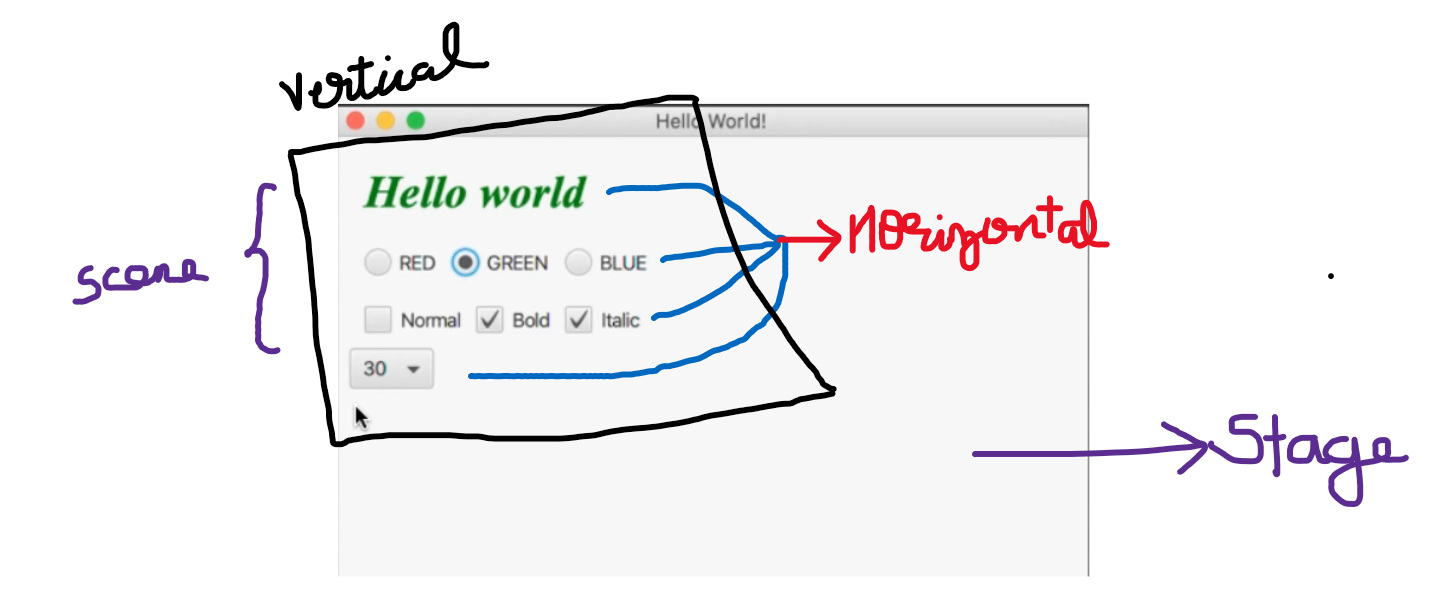 vertical
Hello World!
Hello world
Horizontal
RED GREEN BLUE
scene
Normal Bold Italic
30
Stage